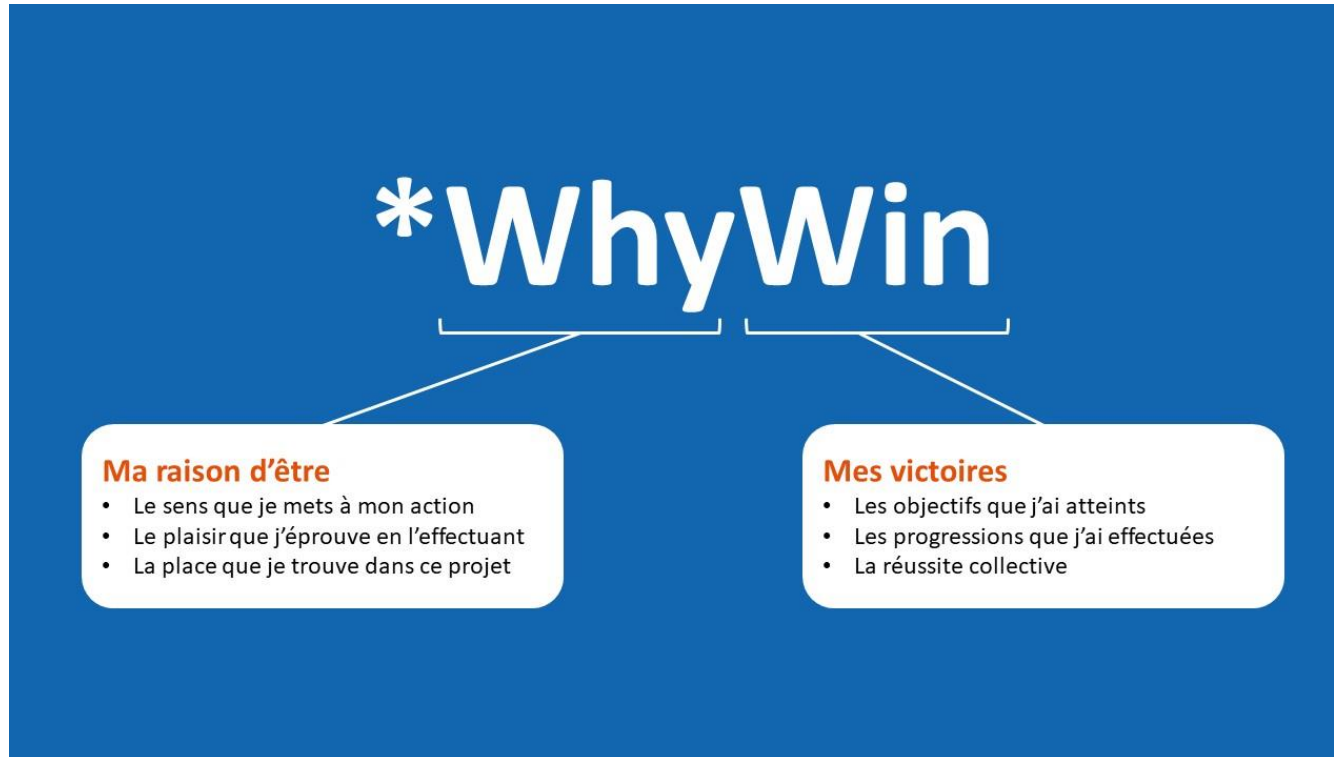 *WhyWin
Ma raison d’être
• Le sens que je mets à mon action
• Le plaisir que j’éprouve en l’effectuant
• La place que je trouve dans ce projet
Mes victoires
• Les objectifs que j’ai atteints
• Les progressions que j’ai effectuées
• La réussite collective